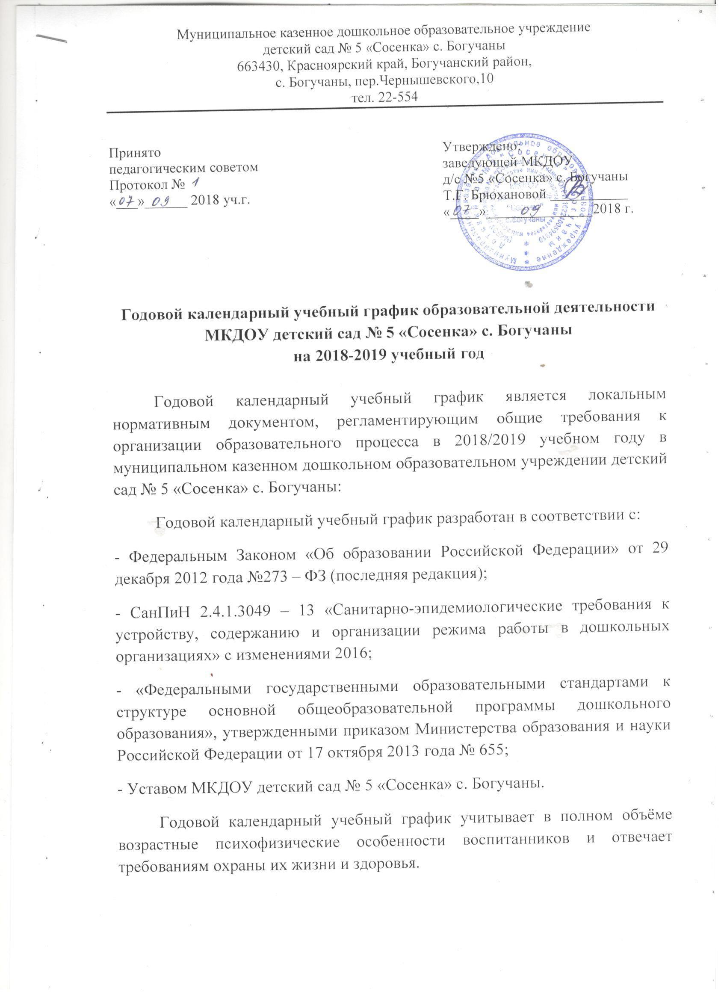 Муниципальное казенное дошкольное образовательное учреждение
детский сад № 5 «Сосенка» с. Богучаны
663430, Красноярский край, Богучанский район,
с. Богучаны, пер.Чернышевского,10
тел. 22-554
Принято
педагогическим советом
Протокол № 1
«07» 09 2018 уч.г.
Утверждено:
заведующей МКДОУ
д/с №5 «Сосенка» с. Богучаны
Т.Г. Брюхановой
«07» 09 2018 г.
с.Богучаны
Годовой календарный учебный график образовательной деятельности
МКДОУ детский сад № 5 «Сосенка» с. Богучаны
на 2018-2019 учебный год
Годовой календарный учебный график является локальным
нормативным документом, регламентирующим общие требования к
организации образовательного процесса в 2018/2019 учебном году в
муниципальном казенном дошкольном образовательном учреждении детский
сад № 5 «Сосенка» с. Богучаны:
Годовой календарный учебный график разработан в соответствии с:
- Федеральным Законом «Об образовании Российской Федерации» от 29
декабря 2012 года №273 – ФЗ (последняя редакция);
- СанПиН 2.4.1.3049 – 13 «Санитарно-эпидемиологические требования к
устройству, содержанию и организации режима работы в дошкольных
организациях» с изменениями 2016;
- «Федеральными государственными образовательными стандартами к
структуре основной общеобразовательной программы дошкольного
образования», утвержденными приказом Министерства образования и науки
Российской Федерации от 17 октября 2013 года № 655;
- Уставом МКДОУ детский сад № 5 «Сосенка» с. Богучаны.
Годовой календарный учебный график учитывает в полном объёме
возрастные психофизические особенности воспитанников и отвечает
требованиям охраны их жизни и здоровья.